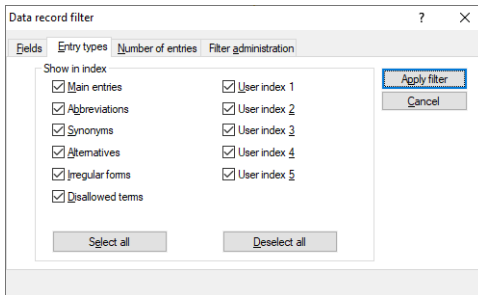 Data record filter ? ×
Fields Entry types Number of entries Filter administration
Show in index
Main entries User index 1
Abbreviations User index 2
Synonyms User index 3
Alternatives User index 4
Irregular forms User index 5
Disallowed terms
Select all Deselect all
Apply filter
Cancel